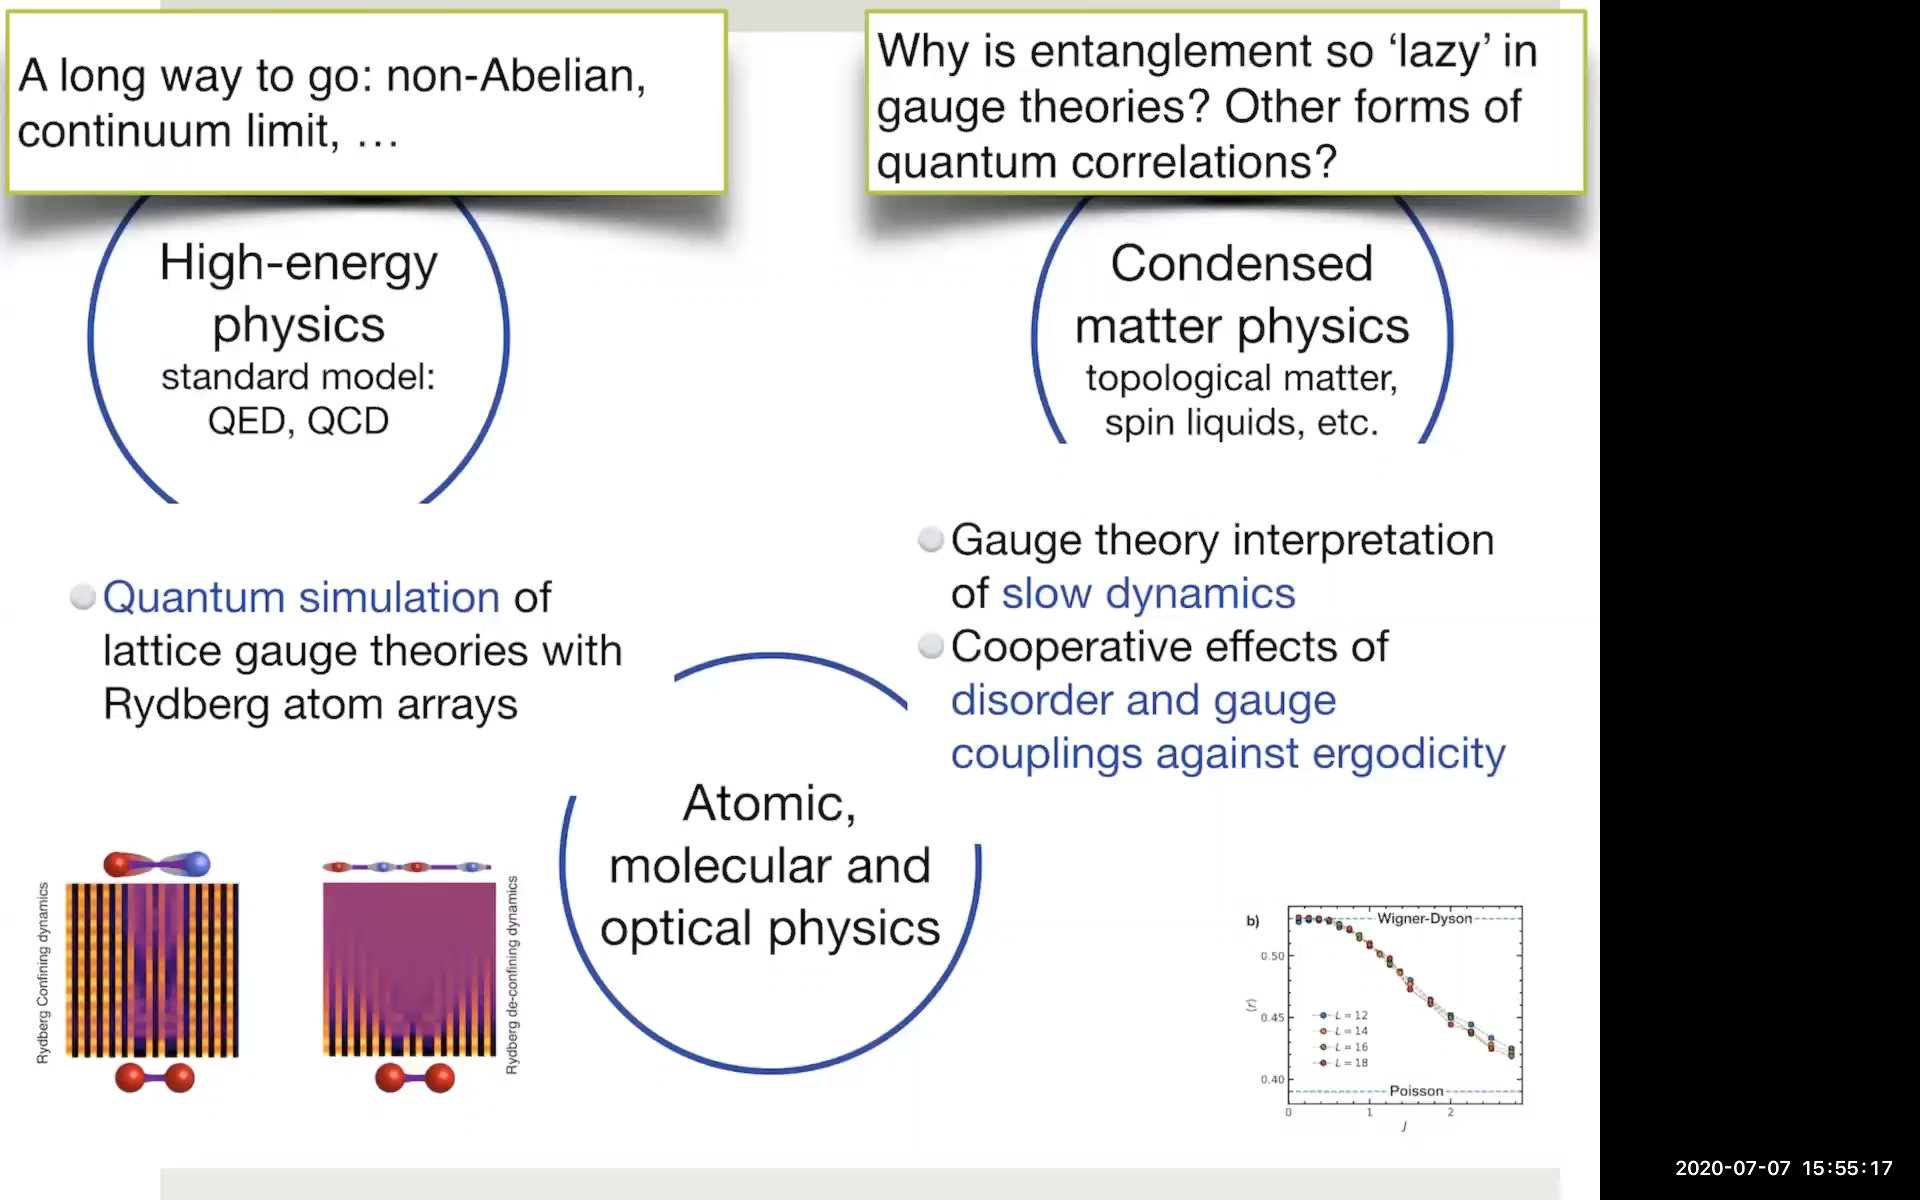 A long way to go: non-Abelian,
continuum limit, …
Why is entanglement so ‘lazy’ in
gauge theories? Other forms of
quantum correlations?
High-energy
physics
standard model:
QED, QCD
Condensed
matter physics
topological matter,
spin liquids, etc.
Quantum simulation of
lattice gauge theories with
Rydberg atom arrays
Gauge theory interpretation
of slow dynamics
Cooperative effects of
disorder and gauge
couplings against ergodicity
Atomic,
molecular and
optical physics
Rydberg Confining dynamics
Rydberg de-confining dynamics
b)
Wigner-Dyson
0.50
0.45
0.40
⟨r⟩
L = 12
L = 14
L = 16
L = 18
Poisson
0 1 2
J
2020-07-07 15:55:17